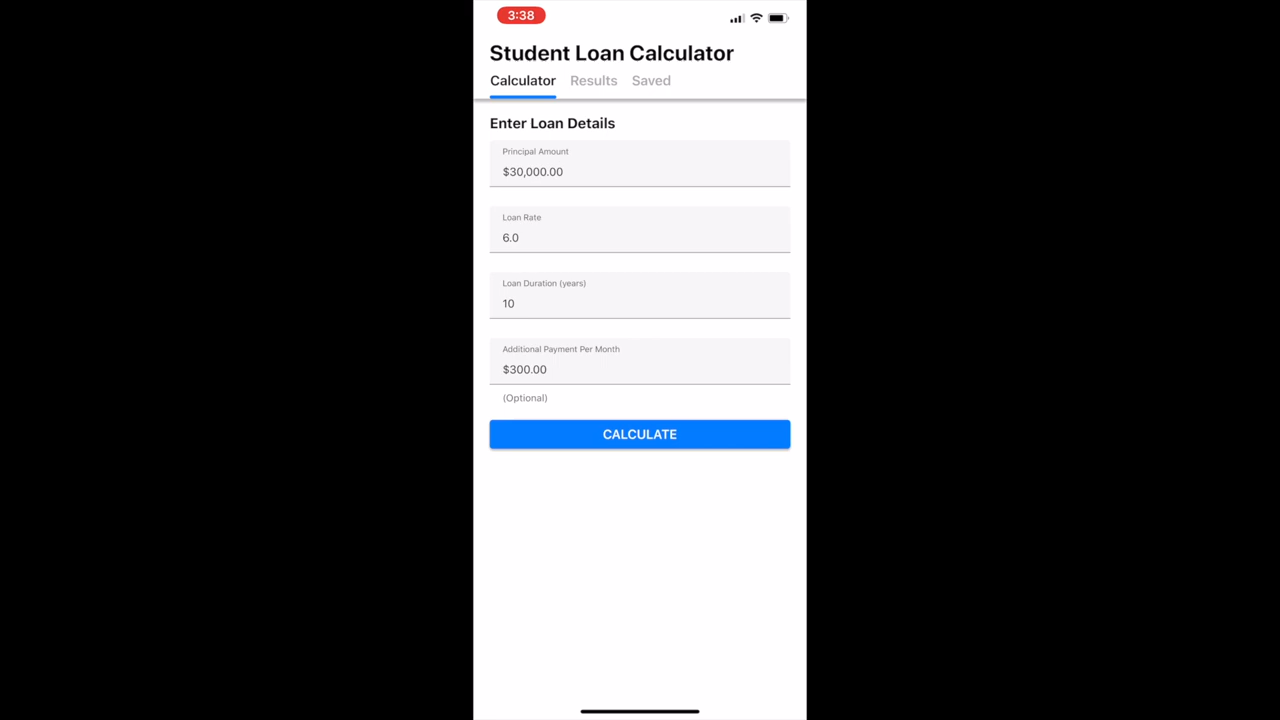 3:38
Student Loan Calculator
Calculator Results Saved
Enter Loan Details
Principal Amount
$30,000.00
Loan Rate
6.0
Loan Duration (years)
10
Additional Payment Per Month
$300.00
(Optional)
CALCULATE